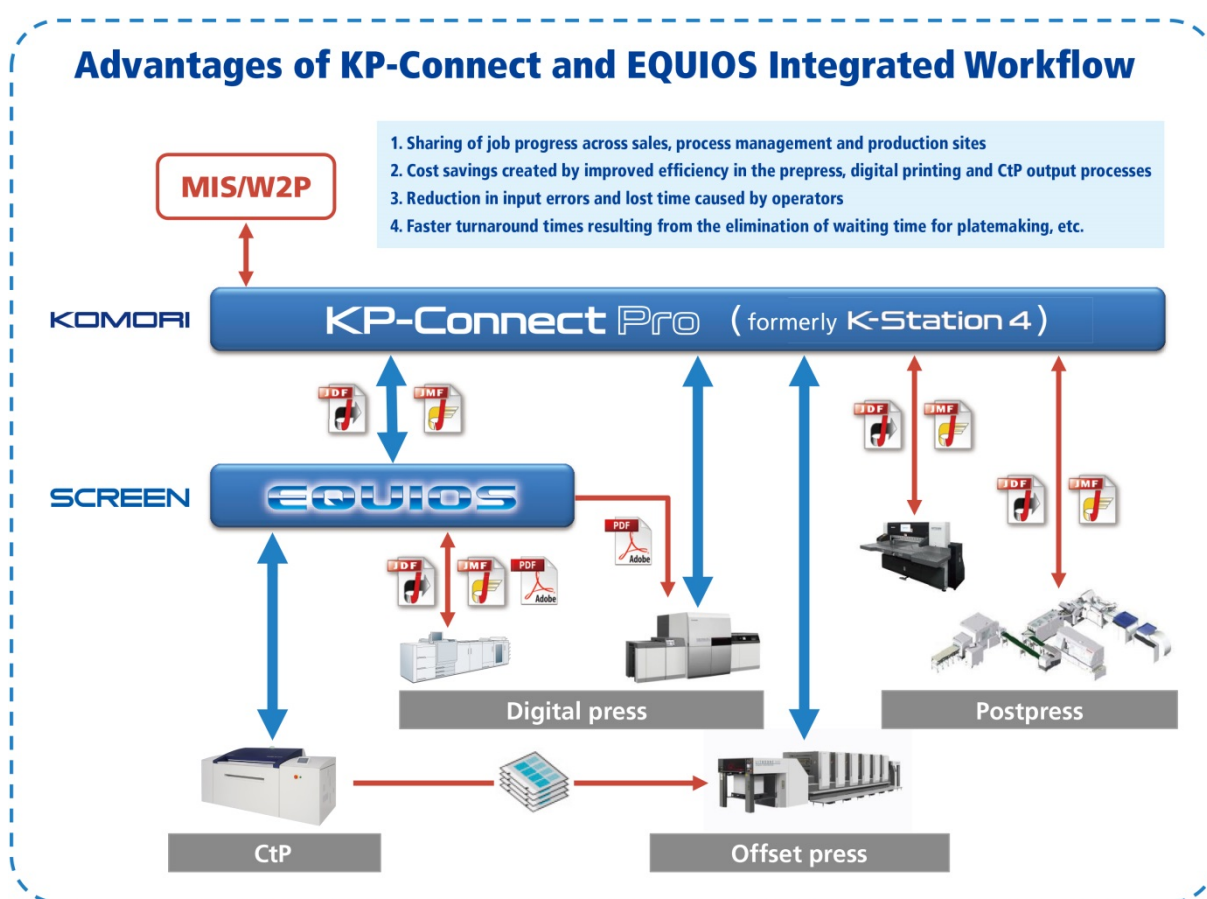 Advantages of KP-Connect and EQUIOS Integrated Workflow
1. Sharing of job progress across sales, process management and production sites
2. Cost savings created by improved efficiency in the prepress, digital printing and CtP output processes
3. Reduction in input errors and lost time caused by operators
4. Faster turnaround times resulting from the elimination of waiting time for platemaking, etc.
MIS/W2P
KOMORI
KP-Connect Pro (formerly K-Station 4)
JDF
JMF
JDF
JMF
SCREEN
EQUIOS
JDF
JMF
PDF
Adobe
JDF
JMF
PDF
Adobe
Digital press
Postpress
CtP
Offset press